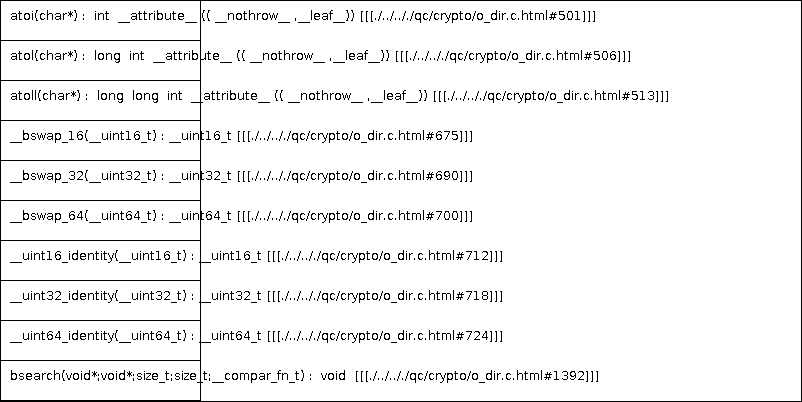 atoi(char*) : int __attribute__ (( __nothrow__ ,__leaf__)) [[[./../.././qc/crypto/o_dir.c.html#501]]]
atol(char*) : long int __attribute__ (( __nothrow__ ,__leaf__)) [[[./../.././qc/crypto/o_dir.c.html#506]]]
atoll(char*) : long long int __attribute__ (( __nothrow__ ,__leaf__)) [[[./../.././qc/crypto/o_dir.c.html#513]]]
__bswap_16(__uint16_t) : __uint16_t [[[./../.././qc/crypto/o_dir.c.html#675]]]
__bswap_32(__uint32_t) : __uint32_t [[[./../.././qc/crypto/o_dir.c.html#690]]]
__bswap_64(__uint64_t) : __uint64_t [[[./../.././qc/crypto/o_dir.c.html#700]]]
__uint16_identity(__uint16_t) : __uint16_t [[[./../.././qc/crypto/o_dir.c.html#712]]]
__uint32_identity(__uint32_t) : __uint32_t [[[./../.././qc/crypto/o_dir.c.html#718]]]
__uint64_identity(__uint64_t) : __uint64_t [[[./../.././qc/crypto/o_dir.c.html#724]]]
bsearch(void*;void*;size_t;size_t;__compar_fn_t) : void [[[./../.././qc/crypto/o_dir.c.html#1392]]]